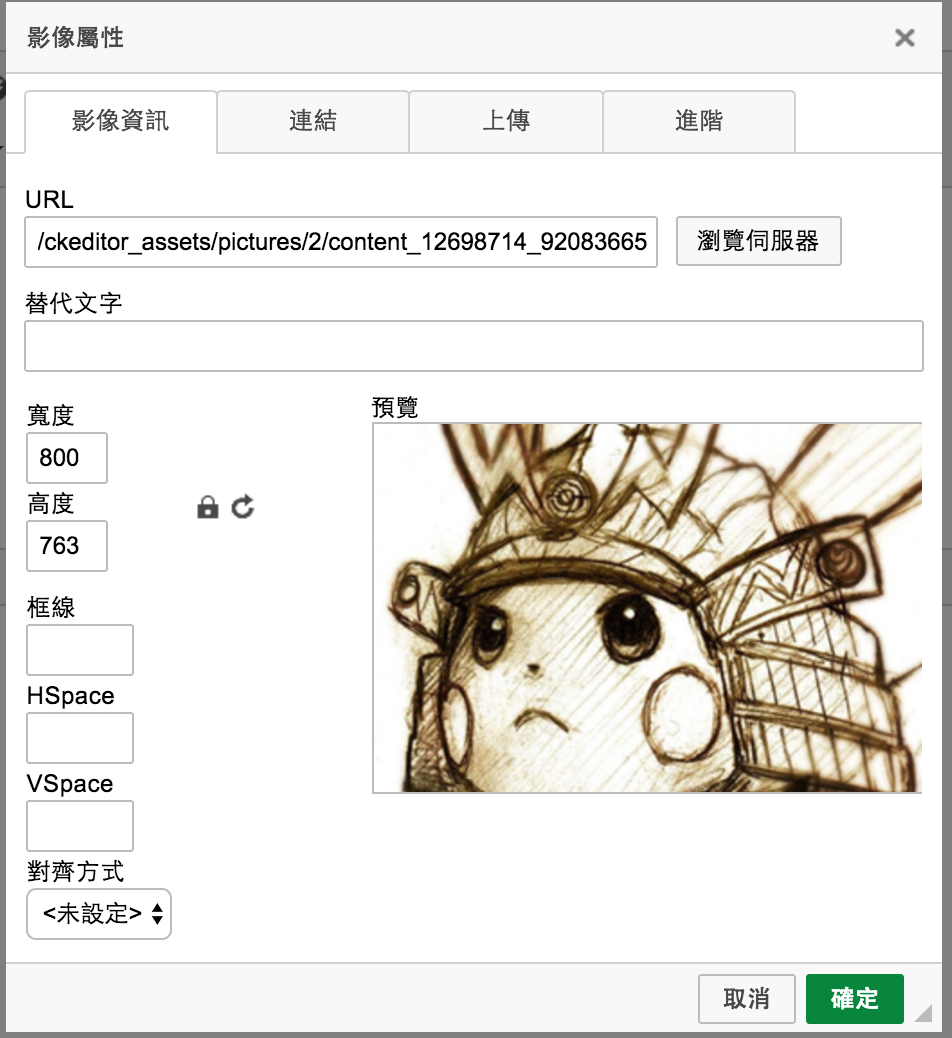 影像屬性
影像資訊
連結
上傳
進階
URL
/ckeditor_assets/pictures/2/content_12698714_92083665
瀏覽伺服器
替代文字
寬度
800
高度
763
預覽
框線
HSpace
VSpace
對齊方式
<未設定>
取消
確定